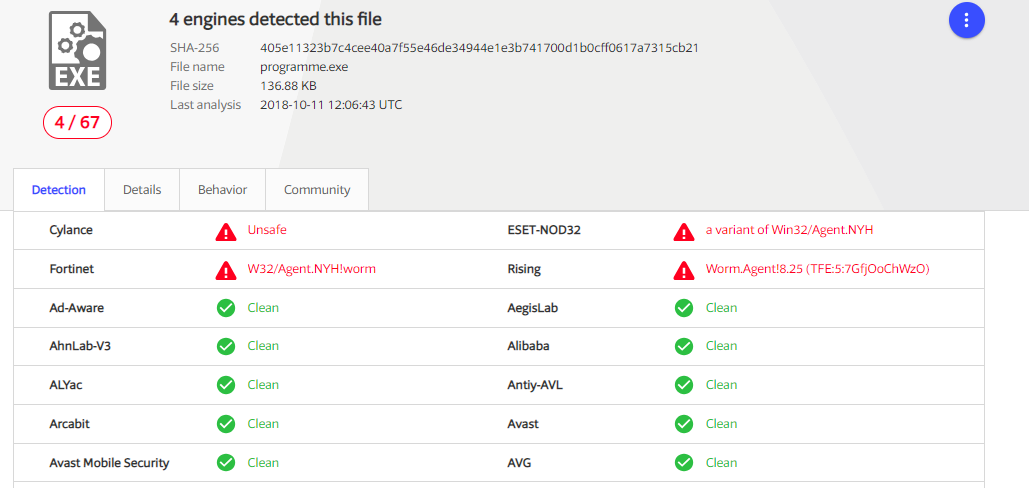 4 engines detected this file
SHA-256 405e11323b7c4cee40a7f55e46de34944e1e3b741700d1b0cff0617a7315cb21
File name programme.exe
File size 136.88 KB
Last analysis 2018-10-11 12:06:43 UTC
EXE
4 / 67
Detection Details Behavior Community
Cylance Unsafe ESET-NOD32 a variant of Win32/Agent.NYH
Fortinet W32/Agent.NYH!worm Rising Worm.Agent!8.25 (TFE:5:7GfjOoChWzO)
Ad-Aware Clean AegisLab Clean
AhnLab-V3 Clean Alibaba Clean
ALYac Clean Antiy-AVL Clean
Arcabit Clean Avast Clean
Avast Mobile Security Clean AVG Clean